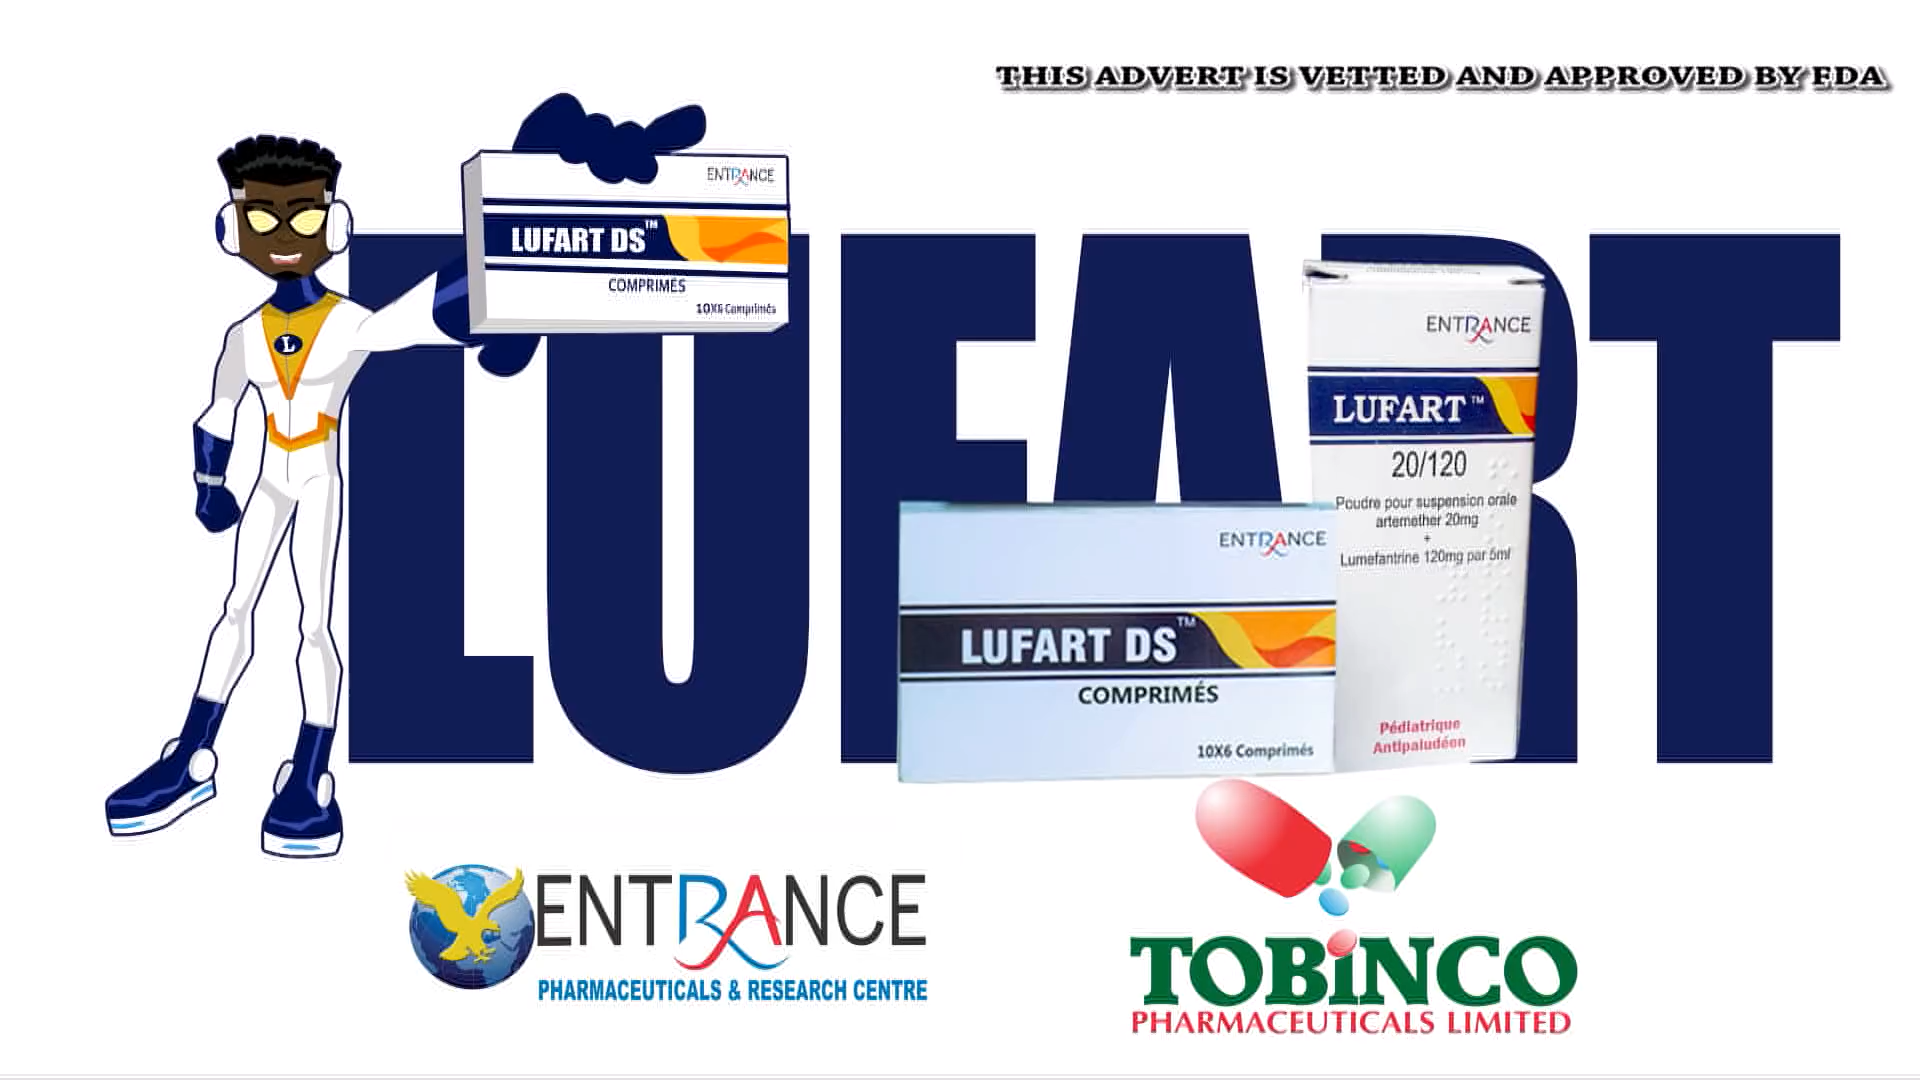 THIS ADVERT IS VETTED AND APPROVED BY FDA
LUFART
ENTRANCE
LUFART DS™
COMPRIMÉS
10X6 Comprimés
L
ENTRANCE
LUFART™
20/120
Poudre pour suspension orale
artemether 20mg
+
Lumefantrine 120mg par 5ml
Pédiatrique
Antipaludéen
ENTRANCE
LUFART DS™
COMPRIMÉS
10X6 Comprimés
ENTRANCE
PHARMACEUTICALS & RESEARCH CENTRE
TOBINCO
PHARMACEUTICALS LIMITED